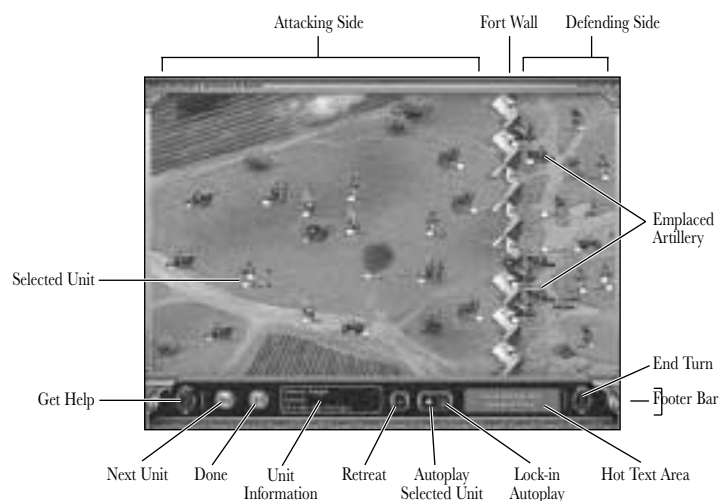 Attacking Side
Fort Wall
Defending Side
Emplaced
Artillery
Selected Unit
End Turn
Get Help
Footer Bar
Next Unit
Done
Unit
Information
Retreat
Autoplay
Selected Unit
Lock-in
Autoplay
Hot Text Area